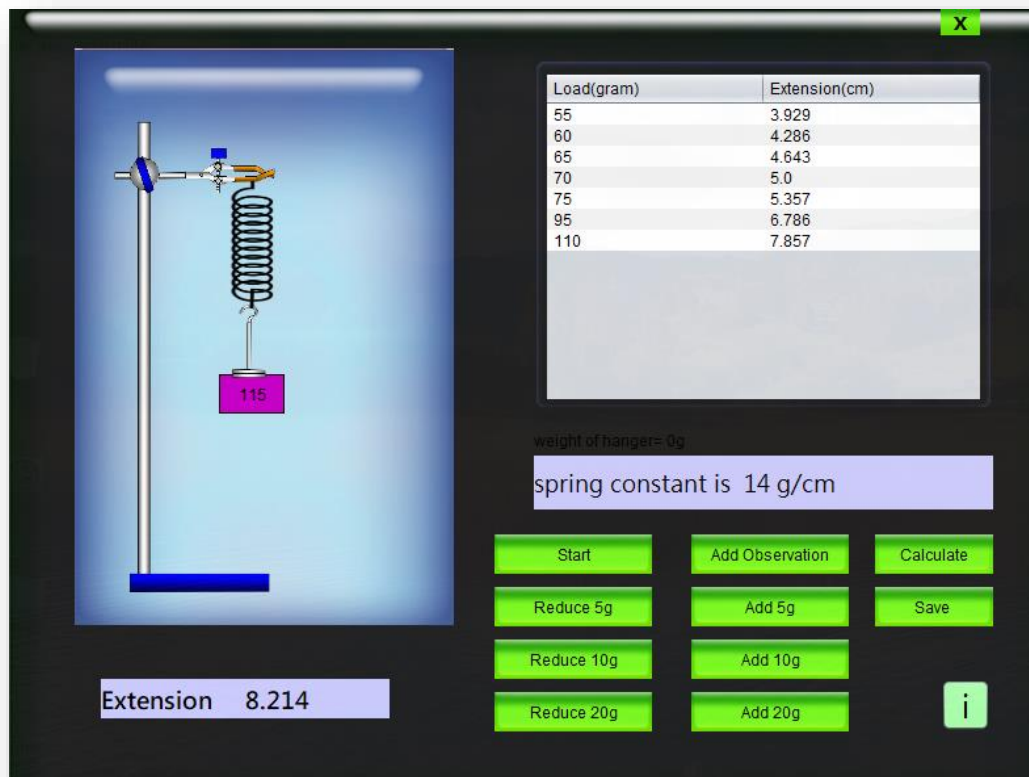 X
Load(gram) Extension(cm)
55 3.929
60 4.286
65 4.643
70 5.0
75 5.357
95 6.786
110 7.857
115
weight of hanger= 0g
spring constant is 14 g/cm
Start Add Observation Calculate
Reduce 5g Add 5g Save
Reduce 10g Add 10g
Reduce 20g Add 20g
Extension 8.214
i